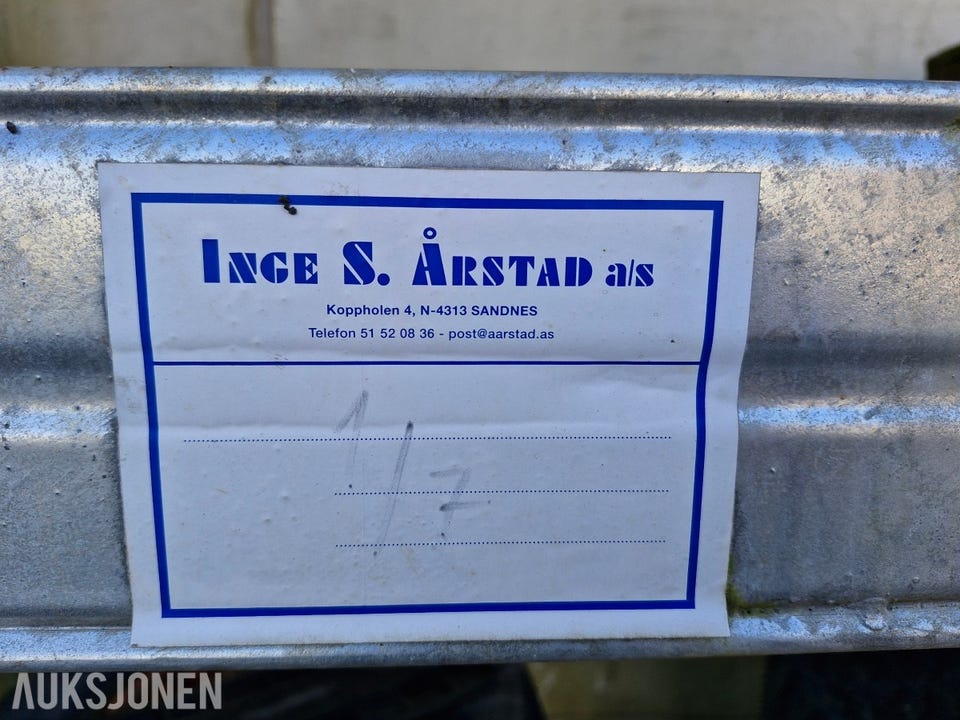 INGE S. ÅRSTAD a/s
Koppholen 4, N-4313 SANDNES
Telefon 51 52 08 36 - post@aarstad.as
1/7
AUKSJONEN